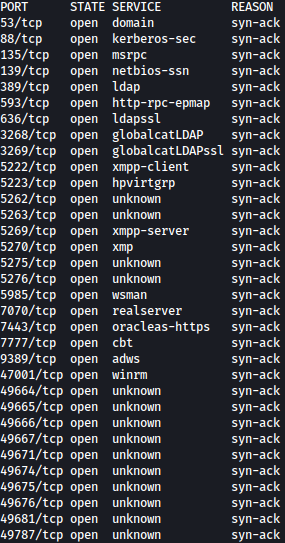 PORT STATE SERVICE REASON
53/tcp open domain syn-ack
88/tcp open kerberos-sec syn-ack
135/tcp open msrpc syn-ack
139/tcp open netbios-ssn syn-ack
389/tcp open ldap syn-ack
593/tcp open http-rpc-epmap syn-ack
636/tcp open ldapssl syn-ack
3268/tcp open globalcatLDAP syn-ack
3269/tcp open globalcatLDAPssl syn-ack
5222/tcp open xmpp-client syn-ack
5223/tcp open hpvirtgrp syn-ack
5262/tcp open unknown syn-ack
5263/tcp open unknown syn-ack
5269/tcp open xmpp-server syn-ack
5270/tcp open xmp syn-ack
5275/tcp open unknown syn-ack
5276/tcp open unknown syn-ack
5985/tcp open wsman syn-ack
7070/tcp open realserver syn-ack
7443/tcp open oracleas-https syn-ack
7777/tcp open cbt syn-ack
9389/tcp open adws syn-ack
47001/tcp open winrm syn-ack
49664/tcp open unknown syn-ack
49665/tcp open unknown syn-ack
49666/tcp open unknown syn-ack
49667/tcp open unknown syn-ack
49671/tcp open unknown syn-ack
49674/tcp open unknown syn-ack
49675/tcp open unknown syn-ack
49676/tcp open unknown syn-ack
49681/tcp open unknown syn-ack
49787/tcp open unknown syn-ack